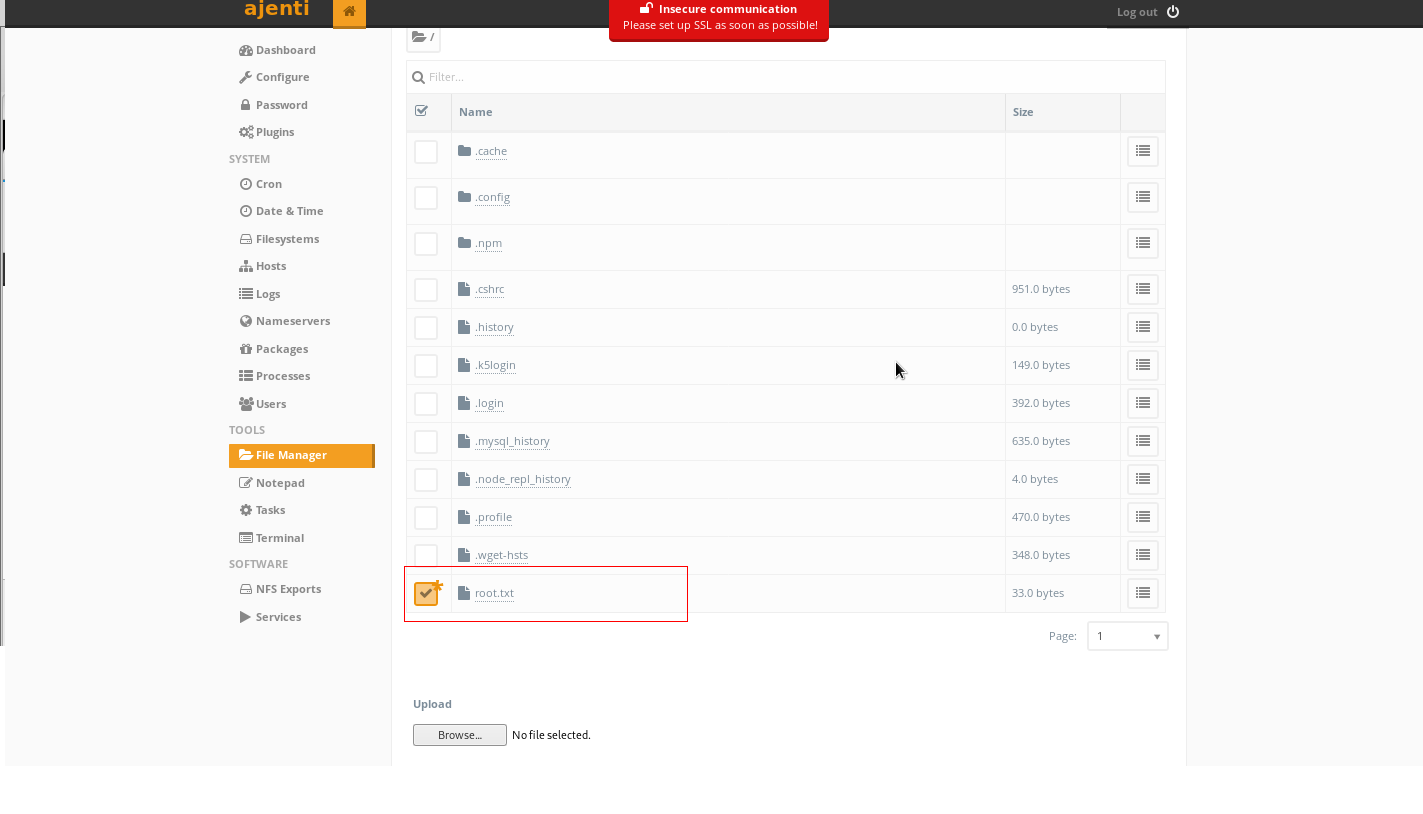 ajenti
Insecure communication
Please set up SSL as soon as possible!
Log out
Dashboard
Configure
Password
Plugins
SYSTEM
Cron
Date & Time
Filesystems
Hosts
Logs
Nameservers
Packages
Processes
Users
TOOLS
File Manager
Notepad
Tasks
Terminal
SOFTWARE
NFS Exports
Services
/
Filter...
Name Size
.cache
.config
.npm
.cshrc 951.0 bytes
.history 0.0 bytes
.k5login 149.0 bytes
.login 392.0 bytes
.mysql_history 635.0 bytes
.node_repl_history 4.0 bytes
.profile 470.0 bytes
.wget-hsts 348.0 bytes
root.txt 33.0 bytes
Page: 1
Upload
Browse... No file selected.